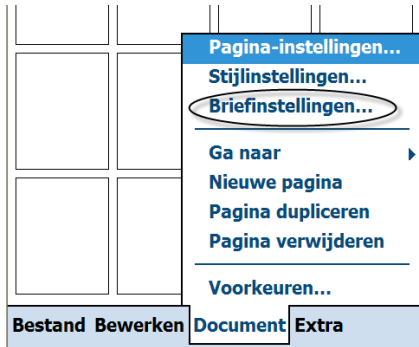 Pagina-instellingen...
Stijlinstellingen...
Briefinstellingen...
Ga naar
Nieuwe pagina
Pagina dupliceren
Pagina verwijderen
Voorkeuren...
Bestand Bewerken Document Extra